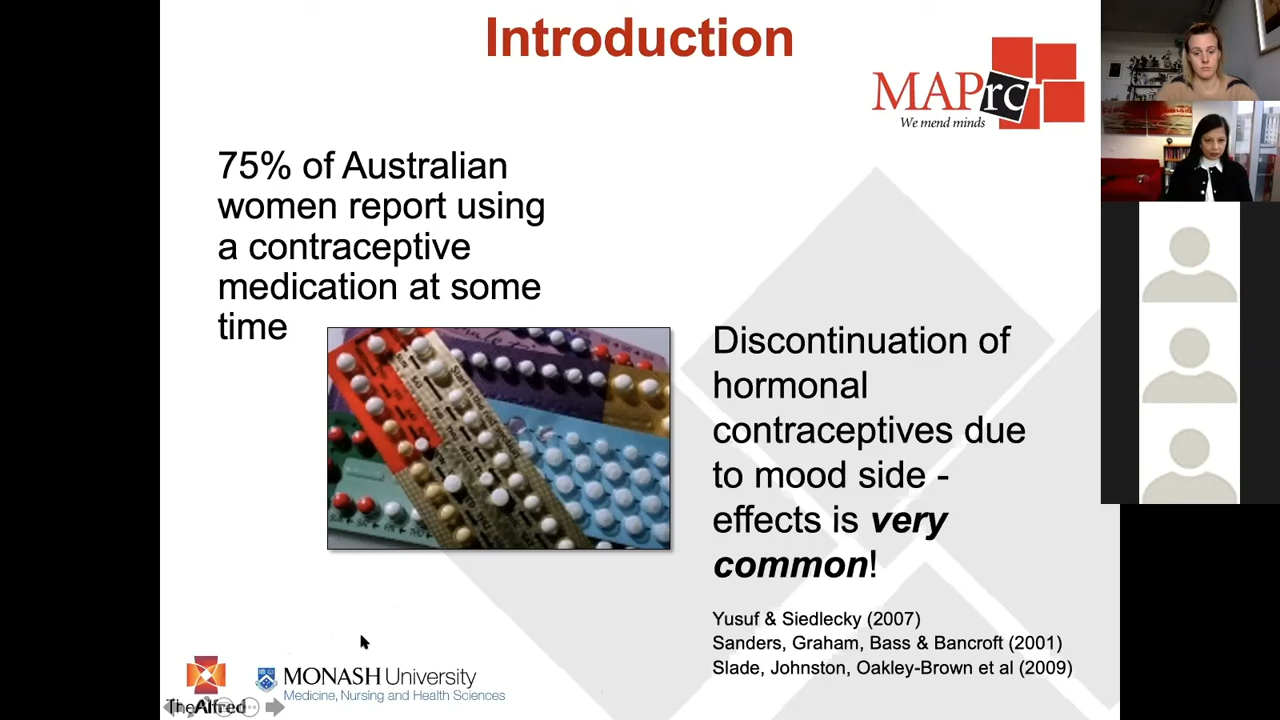 Introduction
MAPrc
We mend minds
75% of Australian
women report using
a contraceptive
medication at some
time
Discontinuation of
hormonal
contraceptives due
to mood side -
effects is very
common!
Yusuf & Siedlecky (2007)
Sanders, Graham, Bass & Bancroft (2001)
Slade, Johnston, Oakley-Brown et al (2009)
MONASH University
Medicine, Nursing and Health Sciences
TheAlfred